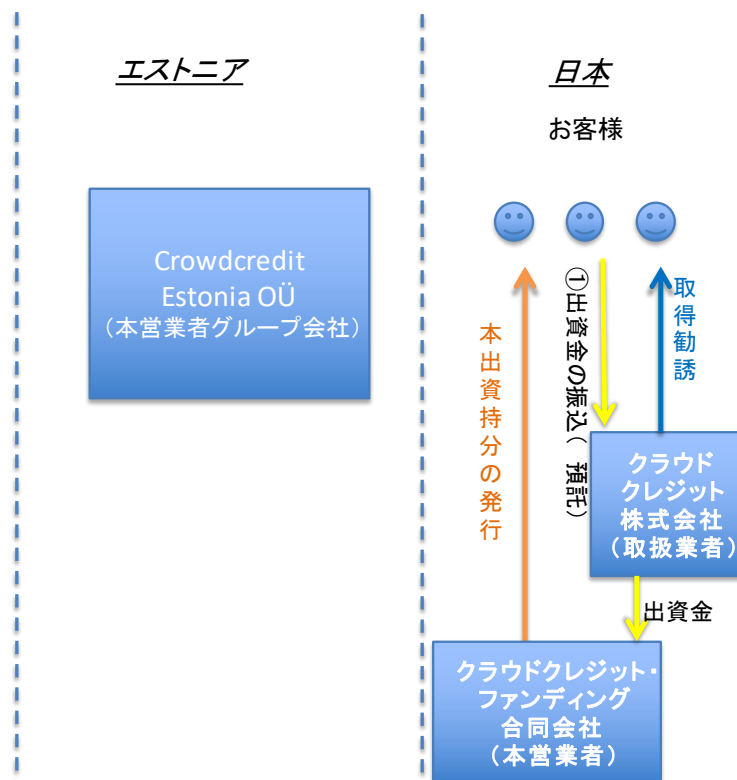 エストニア
日本
お客様
Crowdcredit
Estonia OÜ
（本営業者グループ会社）
本出資持分の発行
①出資金の振込（ 預託）
取得勧誘
クラウド
クレジット
株式会社
（取扱業者）
出資金
クラウドクレジット・
ファンディング
合同会社
（本営業者）